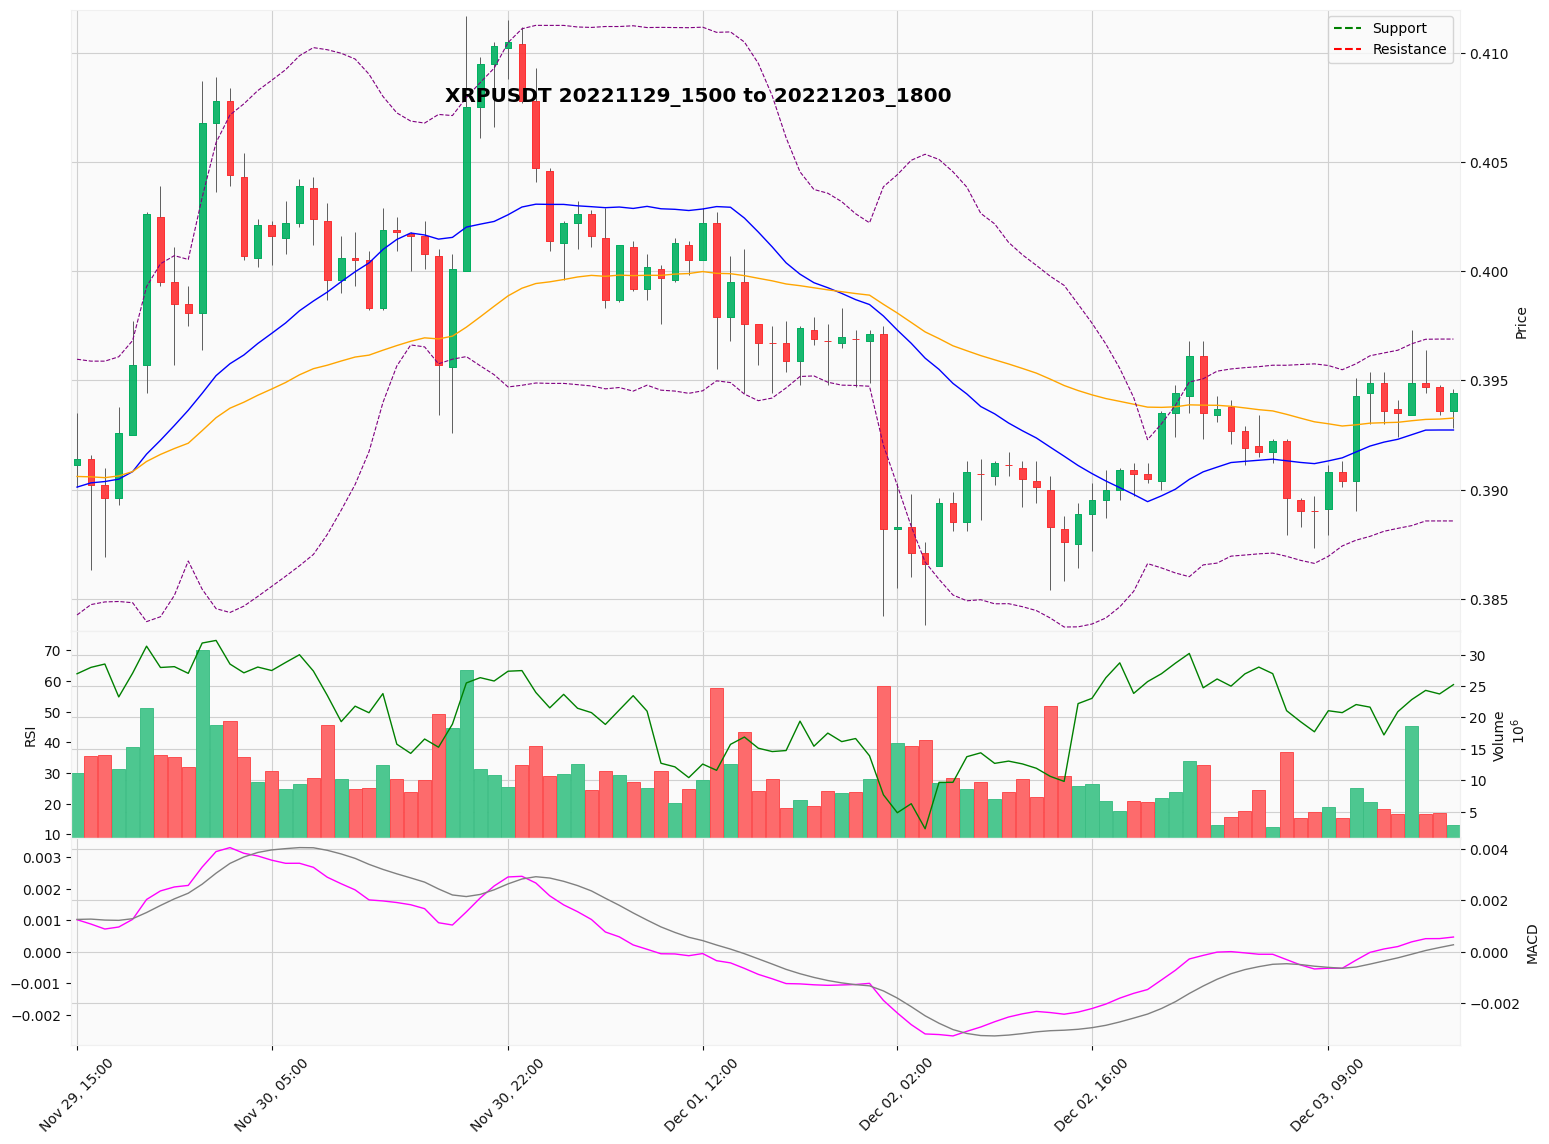 XRPUSDT 20221129_1500 to 20221203_1800
Support
Resistance
0.410
0.405
0.400
0.395
0.390
0.385
Price
70
60
50
40
30
20
10
RSI
30
25
20
15
10
5
Volume
10^6
0.003
0.002
0.001
0.000
−0.001
−0.002
0.004
0.002
0.000
−0.002
MACD
Nov 29, 15:00
Nov 30, 05:00
Nov 30, 22:00
Dec 01, 12:00
Dec 02, 02:00
Dec 02, 16:00
Dec 03, 09:00